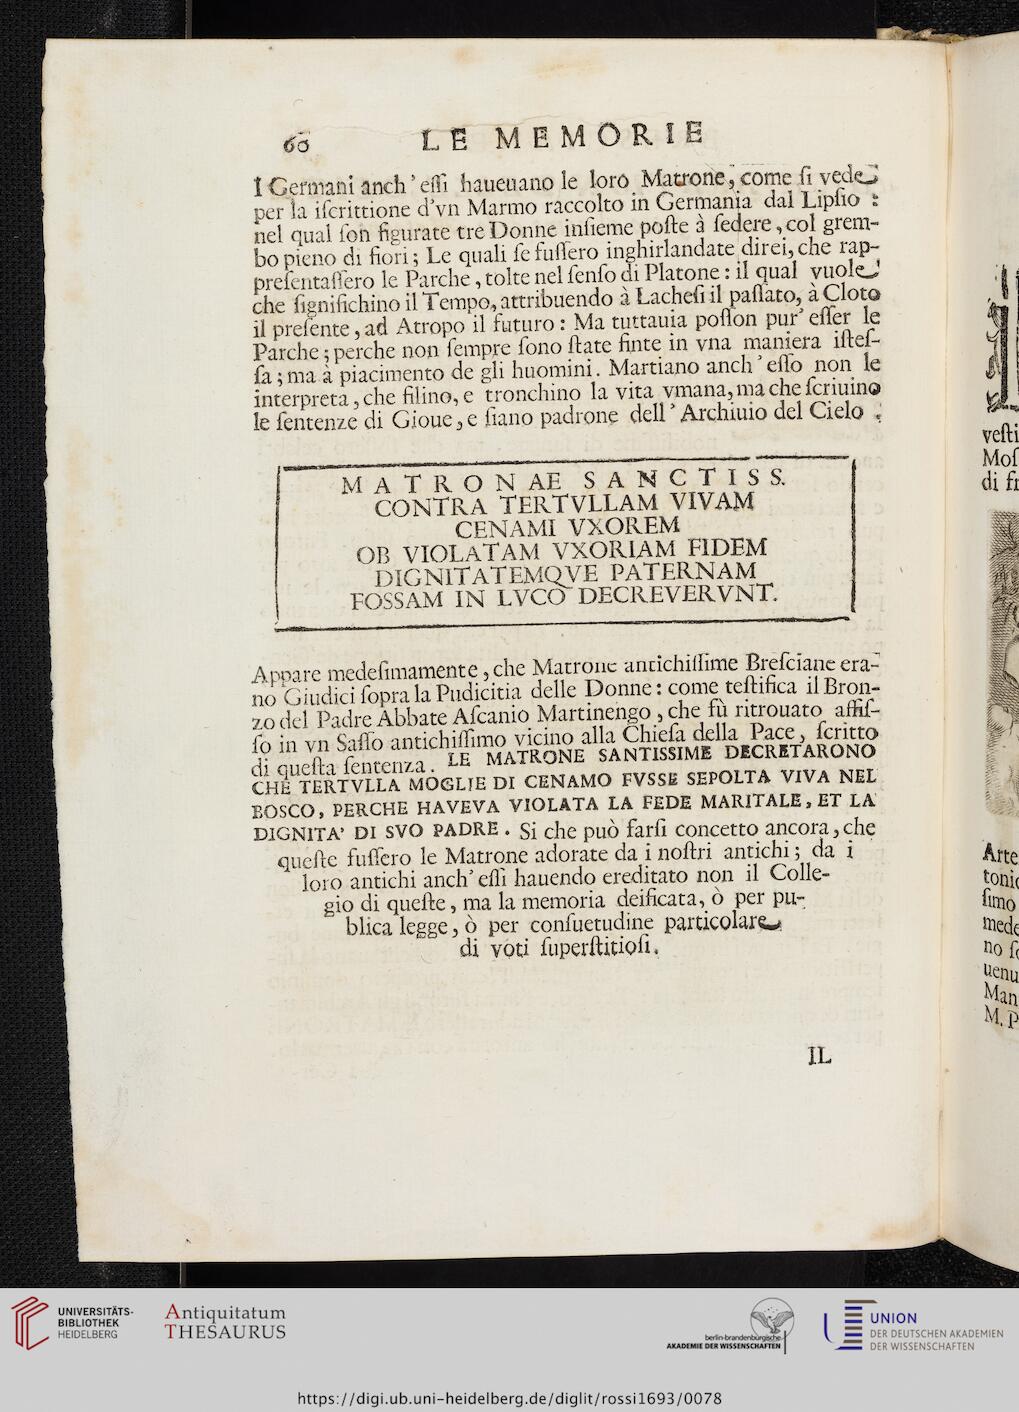 60 LE MEMORIE
I Germani anch' eſſi haueuano le loro Matrone, come ſi vede
per la iſcrittione d'vn Marmo raccolto in Germania dal Lipſio :
nel qual ſon figurate tre Donne inſieme poſte à ſedere, col grem-
bo pieno di fiori; Le quali ſe fuſſero inghirlandate direi, che rap-
preſentaſſero le Parche, tolte nel ſenſo di Platone: il qual vuole
che ſignifichino il Tempo, attribuendo à Lacheſi il paſſato, à Cloto
il preſente, ad Atropo il futuro: Ma tuttauia poſſon pur' eſſer le
Parche; perche non ſempre ſono ſtate finte in vna maniera iſteſ-
ſa; ma à piacimento de gli huomini. Martiano anch' eſſo non le
interpreta, che filino, e tronchino la vita vmana, ma che ſcriuino
le ſentenze di Gioue, e ſiano padrone dell' Archiuio del Cielo .
MATRONAE SANCTISS.
CONTRA TERTVLLAM VIVAM
CENAMI VXOREM
OB VIOLATAM VXORIAM FIDEM
DIGNITATEMQVE PATERNAM
FOSSAM IN LVCO DECREVERVNT.
Appare medeſimamente, che Matrone antichiſſime Breſciane era-
no Giudici ſopra la Pudicitia delle Donne: come teſtifica il Bron-
zo del Padre Abbate Aſcanio Martinengo, che fù ritrouato affiſ-
ſo in vn Saſſo antichiſſimo vicino alla Chieſa della Pace, ſcritto
di queſta ſentenza. LE MATRONE SANTISSIME DECRETARONO
CHE TERTVLLA MOGLIE DI CENAMO FVSSE SEPOLTA VIVA NEL
BOSCO, PERCHE HAVEVA VIOLATA LA FEDE MARITALE, ET LA
DIGNITA' DI SVO PADRE. Si che può farſi concetto ancora, che
queſte fuſſero le Matrone adorate da i noſtri antichi; da i
loro antichi anch' eſſi hauendo ereditato non il Colle-
gio di queſte, ma la memoria deificata, ò per pu-
blica legge, ò per conſuetudine particolare
di voti ſuperſtitioſi.
IL
veſti
Moſ
di fr
Arte
tonic
ſimo
mede
no ſo
uenu
Man
M. P
UNIVERSITÄTS-
BIBLIOTHEK
HEIDELBERG
Antiquitatum
THESAURUS
berlin-brandenburgische
AKADEMIE DER WISSENSCHAFTEN
UNION
DER DEUTSCHEN AKADEMIEN
DER WISSENSCHAFTEN
https://digi.ub.uni-heidelberg.de/diglit/rossi1693/0078